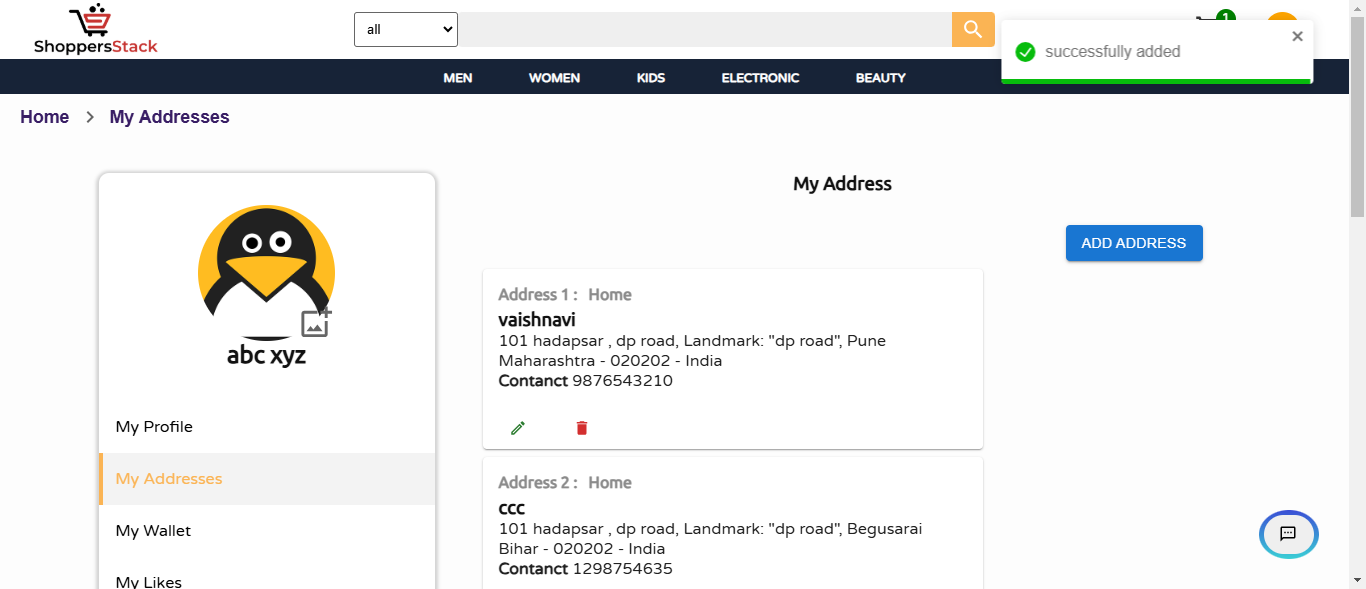 ShoppersStack
all
1
successfully added
MEN WOMEN KIDS ELECTRONIC BEAUTY
Home > My Addresses
My Address
ADD ADDRESS
abc xyz
My Profile
My Addresses
My Wallet
My Likes
Address 1 : Home
vaishnavi
101 hadapsar , dp road, Landmark: "dp road", Pune
Maharashtra - 020202 - India
Contanct 9876543210
Address 2 : Home
ccc
101 hadapsar , dp road, Landmark: "dp road", Begusarai
Bihar - 020202 - India
Contanct 1298754635